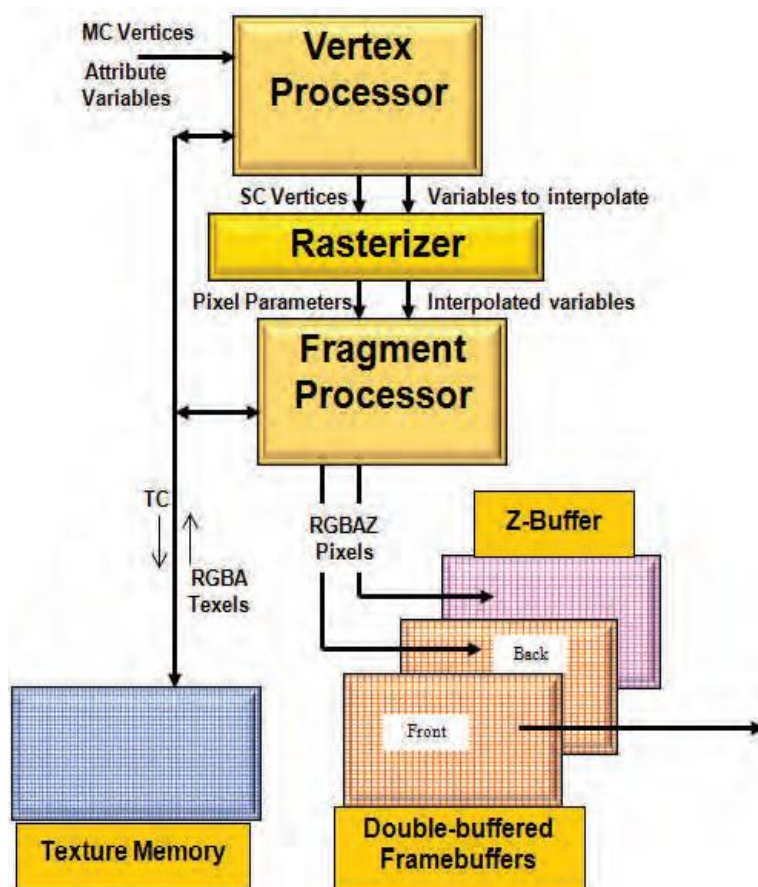 MC Vertices
Attribute
Variables
Vertex
Processor
SC Vertices
Variables to interpolate
Rasterizer
Pixel Parameters
Interpolated variables
Fragment
Processor
TC
RGBA
Texels
RGBAZ
Pixels
Z-Buffer
Back
Front
Texture Memory
Double-buffered
Framebuffers